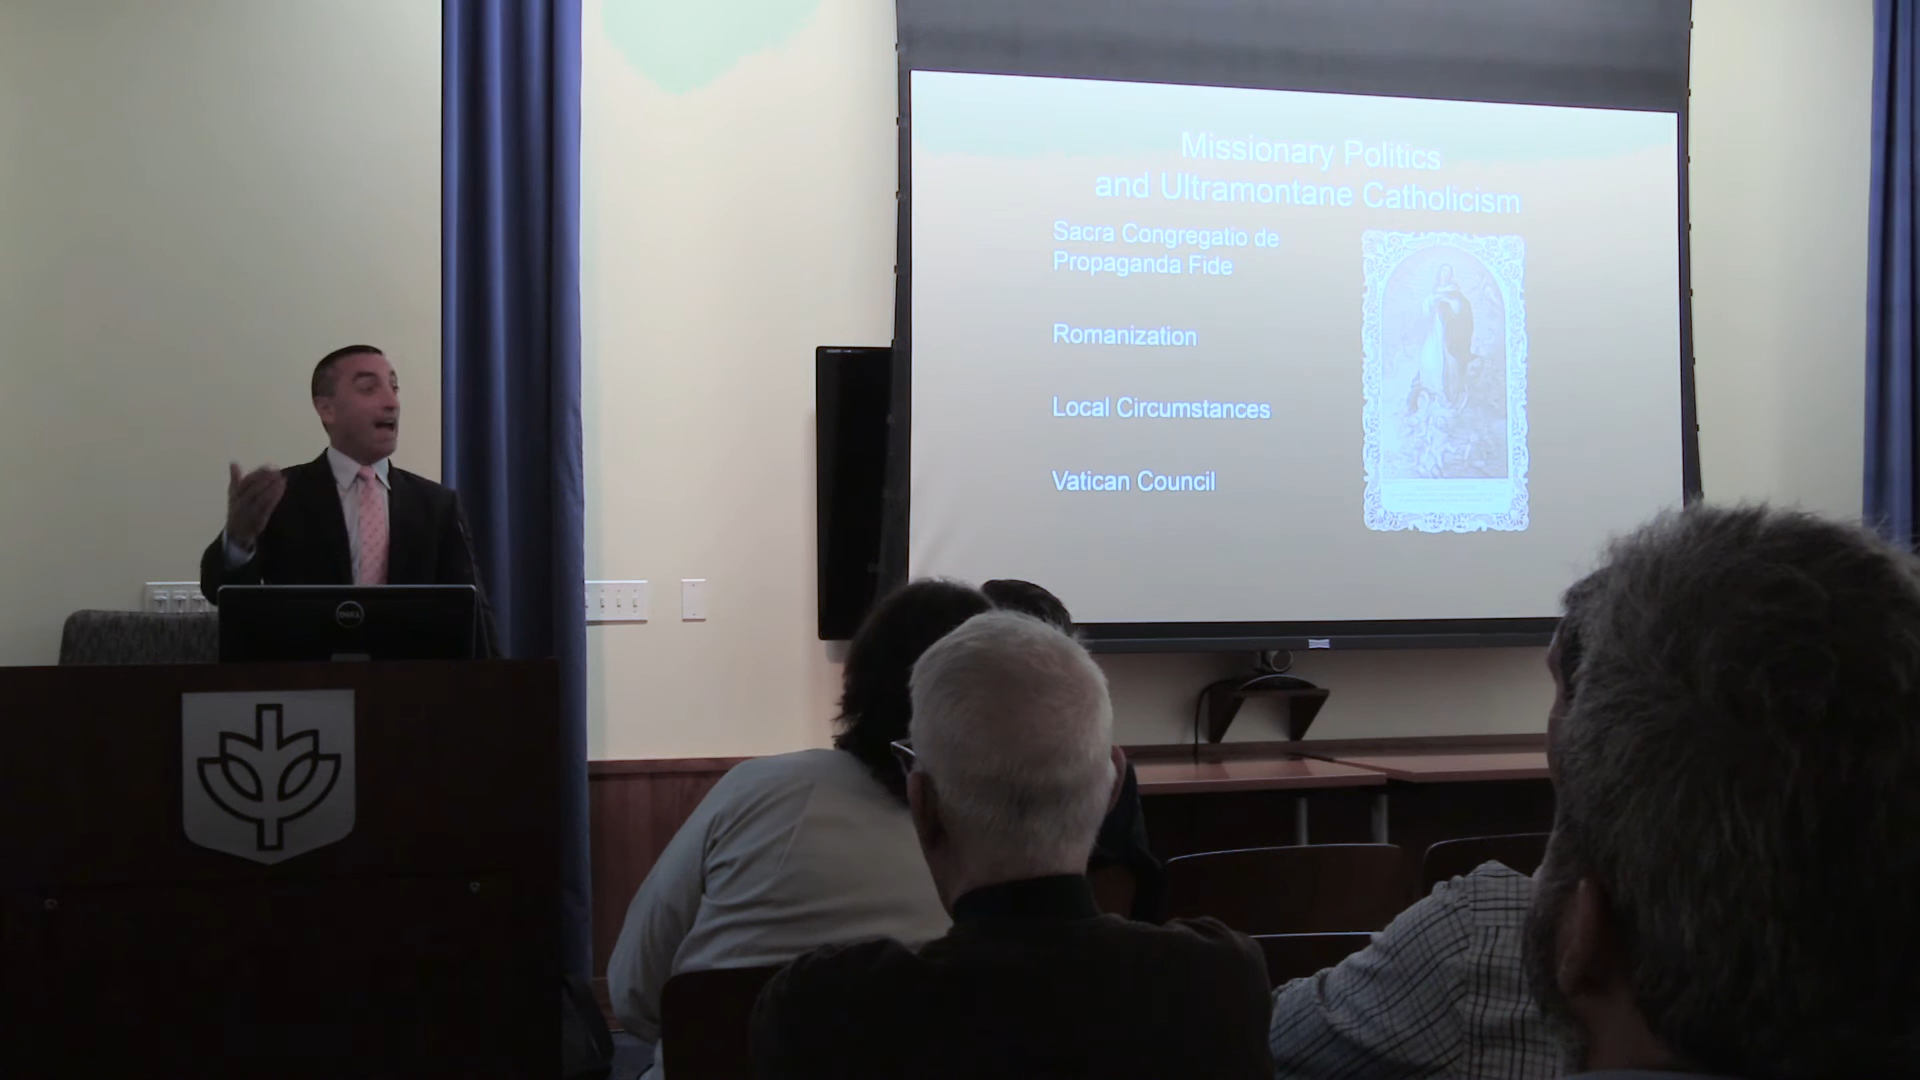 Missionary Politics
and Ultramontane Catholicism
Sacra Congregatio de
Propaganda Fide
Romanization
Local Circumstances
Vatican Council
DELL